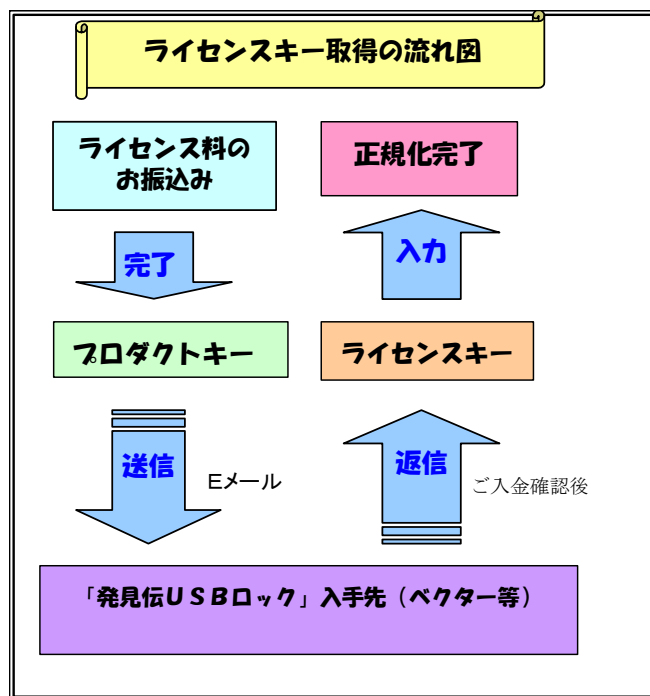 ライセンスキー取得の流れ図
ライセンス料の
お振込み
正規化完了
完了
入力
プロダクトキー
ライセンスキー
送信
Eメール
返信
ご入金確認後
「発見伝USBロック」入手先（ベクター等）